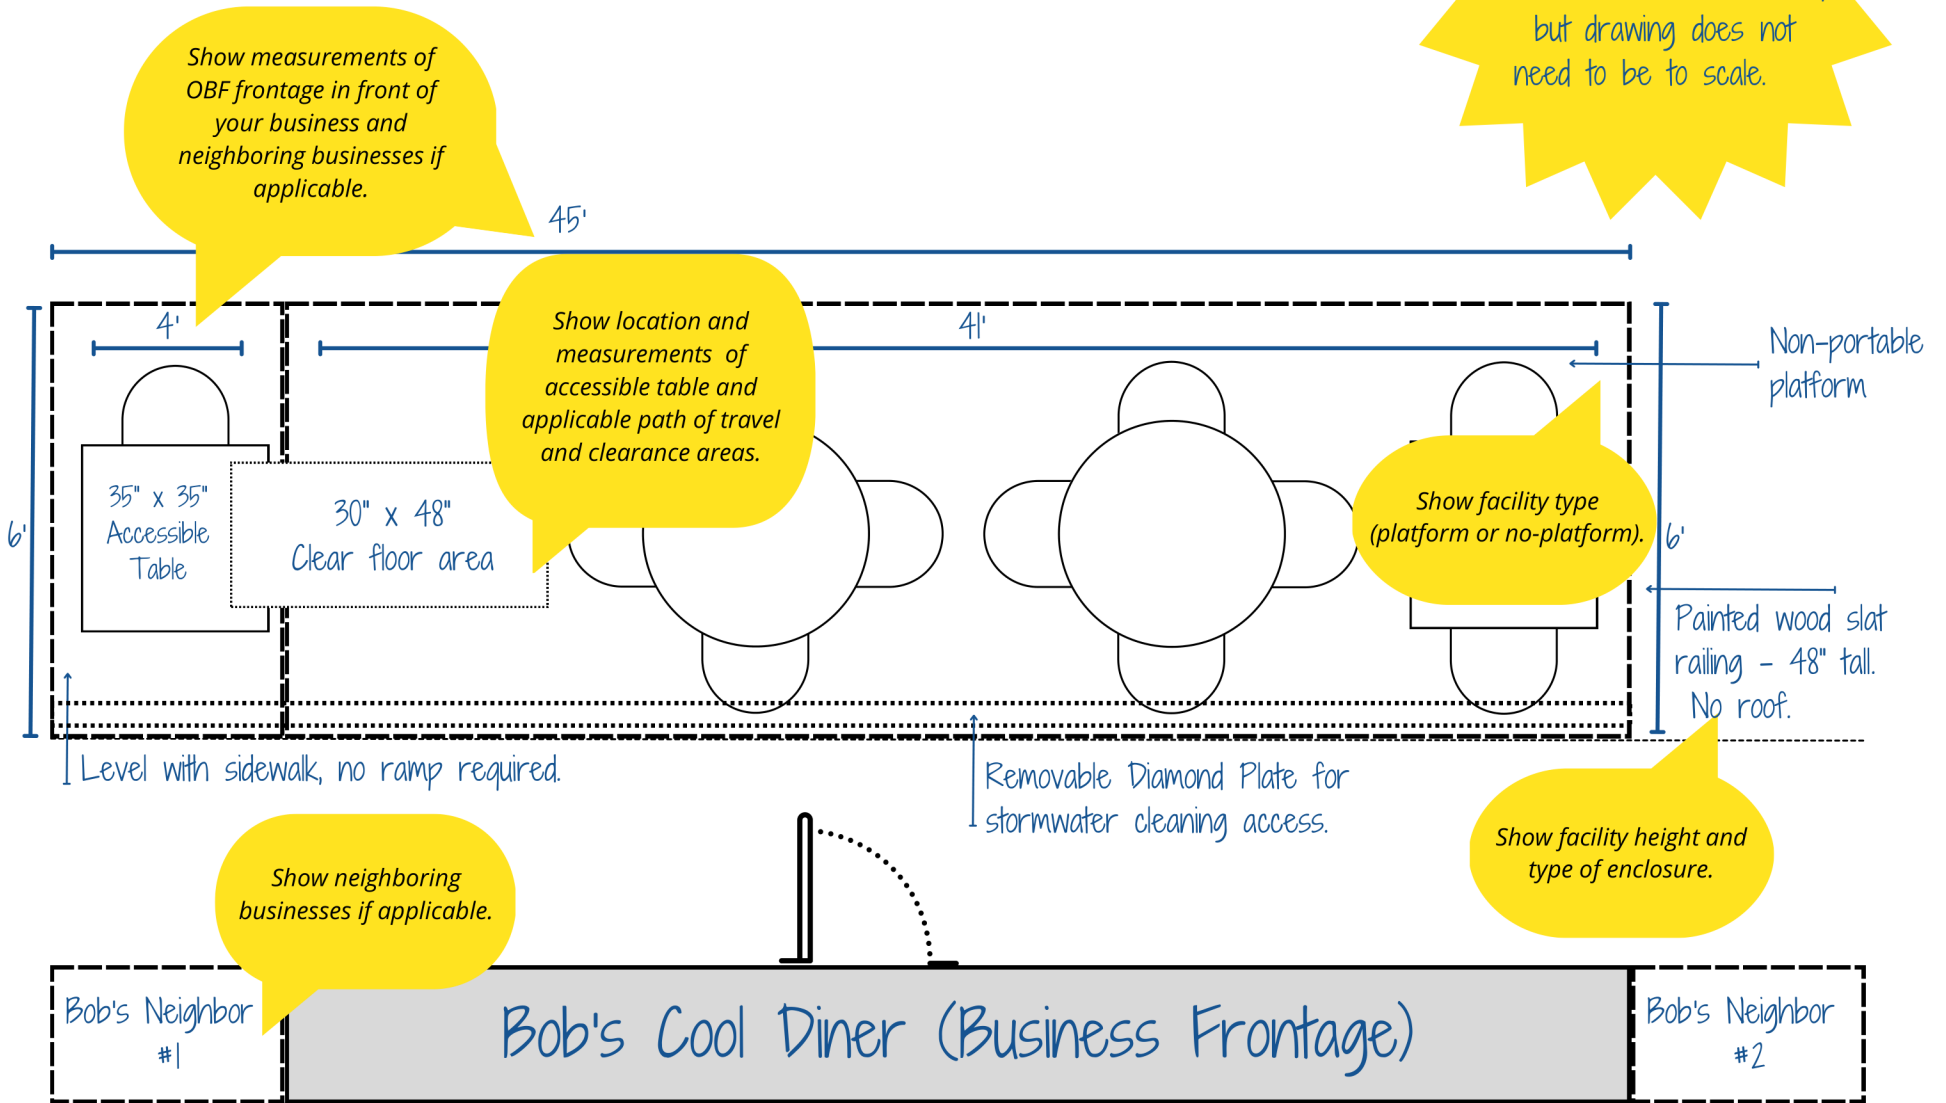 but drawing does not
need to be to scale.
Show measurements of
OBF frontage in front of
your business and
neighboring businesses if
applicable.
45'
4'
41'
Show location and
measurements of
accessible table and
applicable path of travel
and clearance areas.
Non-portable
platform
35" x 35"
Accessible
Table
30" x 48"
Clear floor area
Show facility type
(platform or no-platform).
6'
6'
Painted wood slat
railing - 48" tall.
No roof.
Level with sidewalk, no ramp required.
Removable Diamond Plate for
stormwater cleaning access.
Show facility height and
type of enclosure.
Show neighboring
businesses if applicable.
Bob's Neighbor
#1
Bob's Cool Diner (Business Frontage)
Bob's Neighbor
#2